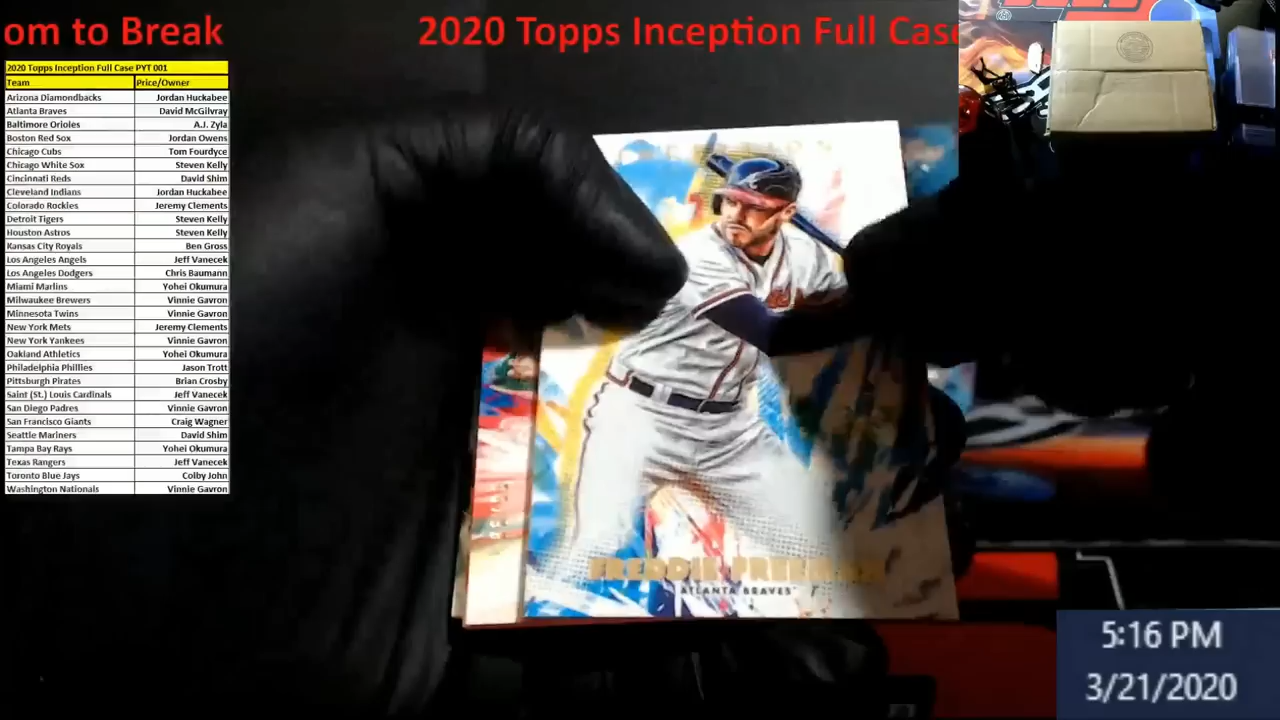 om to Break
2020 Topps Inception Full Case
2020 Topps Inception Full Case PYT 001
Team Price/Owner
Arizona Diamondbacks Jordan Huckabee
Atlanta Braves David McGilvray
Baltimore Orioles A.J. Zyla
Boston Red Sox Jordan Owens
Chicago Cubs Tom Fourdyce
Chicago White Sox Steven Kelly
Cincinnati Reds David Shim
Cleveland Indians Jordan Huckabee
Colorado Rockies Jeremy Clements
Detroit Tigers Steven Kelly
Houston Astros Steven Kelly
Kansas City Royals Ben Gross
Los Angeles Angels Jeff Vanecek
Los Angeles Dodgers Chris Baumann
Miami Marlins Yohei Okumura
Milwaukee Brewers Vinnie Gavron
Minnesota Twins Vinnie Gavron
New York Mets Jeremy Clements
New York Yankees Vinnie Gavron
Oakland Athletics Yohei Okumura
Philadelphia Phillies Jason Trott
Pittsburgh Pirates Brian Crosby
Saint (St.) Louis Cardinals Jeff Vanecek
San Diego Padres Vinnie Gavron
San Francisco Giants Craig Wagner
Seattle Mariners David Shim
Tampa Bay Rays Yohei Okumura
Texas Rangers Jeff Vanecek
Toronto Blue Jays Colby John
Washington Nationals Vinnie Gavron
FREDDIE FREEMAN
ATLANTA BRAVES
5:16 PM
3/21/2020